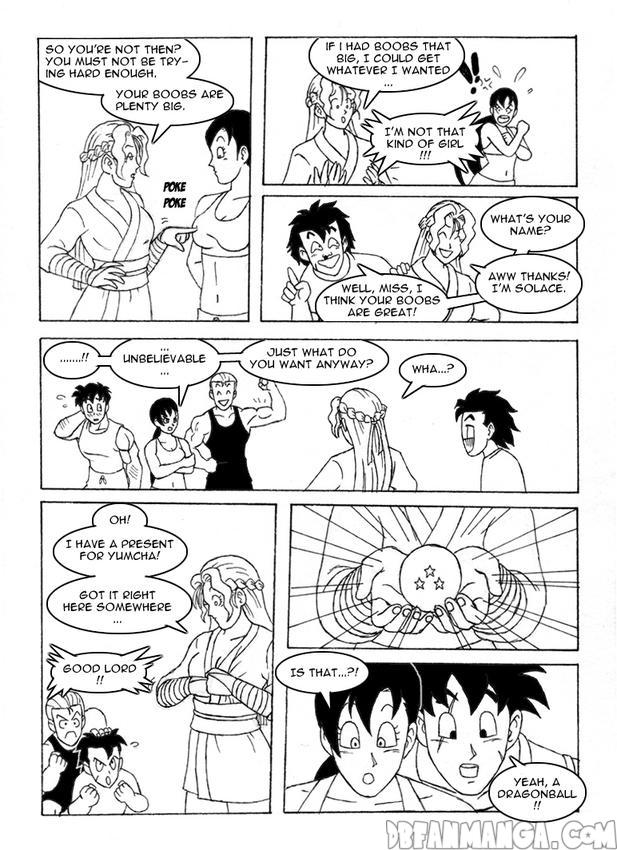 SO YOU'RE NOT THEN?
YOU MUST NOT BE TRY-
ING HARD ENOUGH.
YOUR BOOBS ARE
PLENTY BIG.
POKE
POKE
IF I HAD BOOBS THAT
BIG, I COULD GET
WHATEVER I WANTED
...
I'M NOT THAT
KIND OF GIRL
!!!
!!
WHAT'S YOUR
NAME?
WELL, MISS, I
THINK YOUR BOOBS
ARE GREAT!
AWW THANKS!
I'M SOLACE.
........!!
...
UNBELIEVABLE
...
JUST WHAT DO
YOU WANT ANYWAY?
WHA...?
OH!
I HAVE A PRESENT
FOR YUMCHA!
GOT IT RIGHT
HERE SOMEWHERE
...
GOOD LORD
!!
IS THAT...?!
YEAH, A
DRAGONBALL
!!
DBFANMANGA.COM